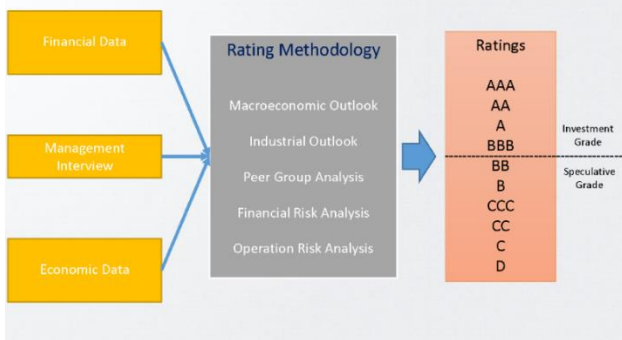 Financial Data
Management
Interview
Economic Data
Rating Methodology
Macroeconomic Outlook
Industrial Outlook
Peer Group Analysis
Financial Risk Analysis
Operation Risk Analysis
Ratings
AAA
AA
A
BBB
BB
B
CCC
CC
C
D
Investment
Grade
Speculative
Grade